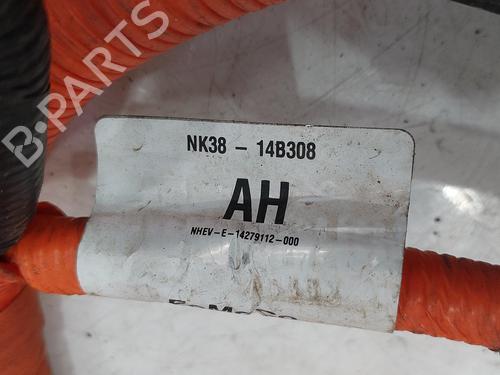 B-PARTS
NK38 - 14B308
AH
NHEV-E-14279112-000